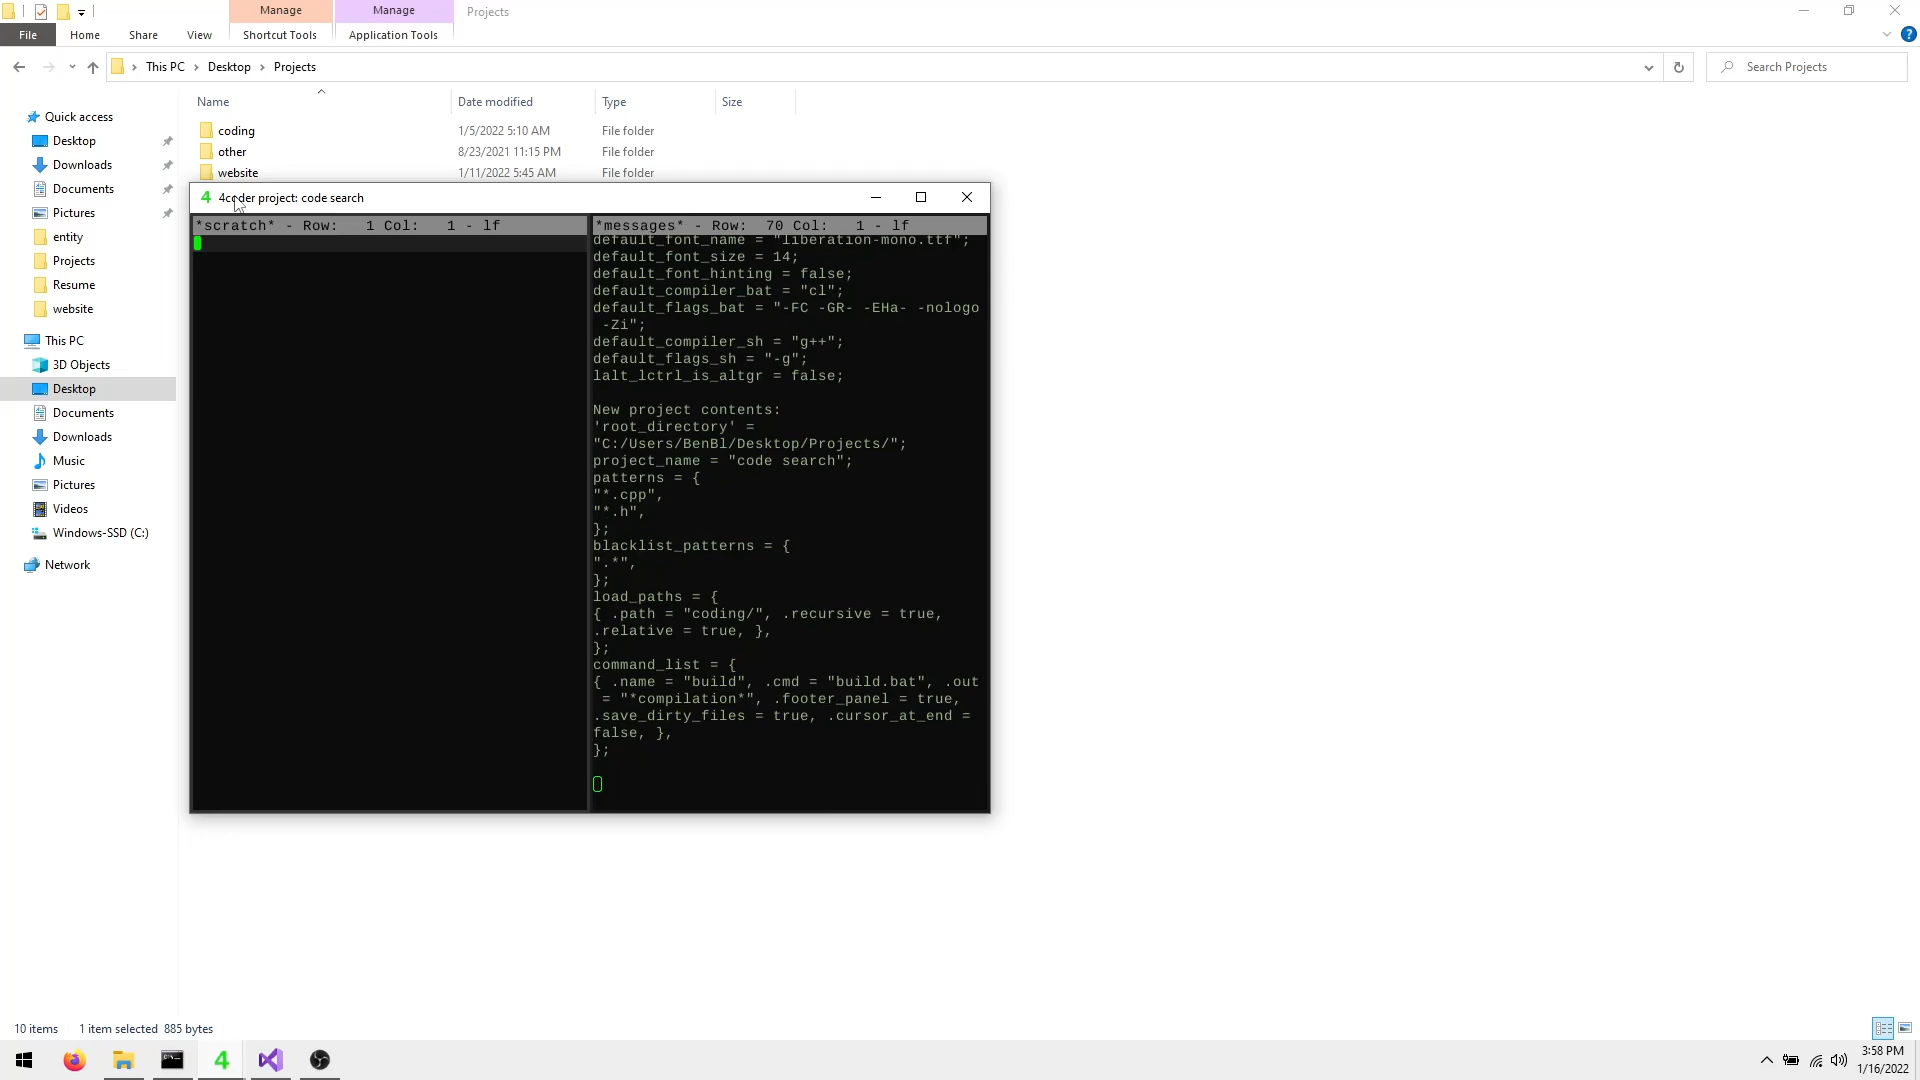 Manage
Manage
Projects
File
Home
Share
View
Shortcut Tools
Application Tools
This PC
Desktop
Projects
Search Projects
Name
Date modified
Type
Size
coding
1/5/2022 5:10 AM
File folder
other
8/23/2021 11:15 PM
File folder
website
1/11/2022 5:45 AM
File folder
Quick access
Desktop
Downloads
Documents
Pictures
entity
Projects
Resume
website
This PC
3D Objects
Desktop
Documents
Downloads
Music
Pictures
Videos
Windows-SSD (C:)
Network
4 4coder project: code search
*scratch* - Row:   1 Col:   1 - lf
*messages* - Row:  70 Col:   1 - lf
default_font_name = "liberation-mono.ttf";
default_font_size = 14;
default_font_hinting = false;
default_compiler_bat = "cl";
default_flags_bat = "-FC -GR- -EHa- -nologo
-Zi";
default_compiler_sh = "g++";
default_flags_sh = "-g";
lalt_lctrl_is_altgr = false;
New project contents:
'root_directory' =
"C:/Users/BenBl/Desktop/Projects/";
project_name = "code search";
patterns = {
"*.cpp",
"*.h",
};
blacklist_patterns = {
".*",
};
load_paths = {
{ .path = "coding/", .recursive = true,
.relative = true, },
};
command_list = {
{ .name = "build", .cmd = "build.bat", .out
= "*compilation*", .footer_panel = true,
.save_dirty_files = true, .cursor_at_end =
false, },
};
10 items
1 item selected
885 bytes
4
3:58 PM
1/16/2022